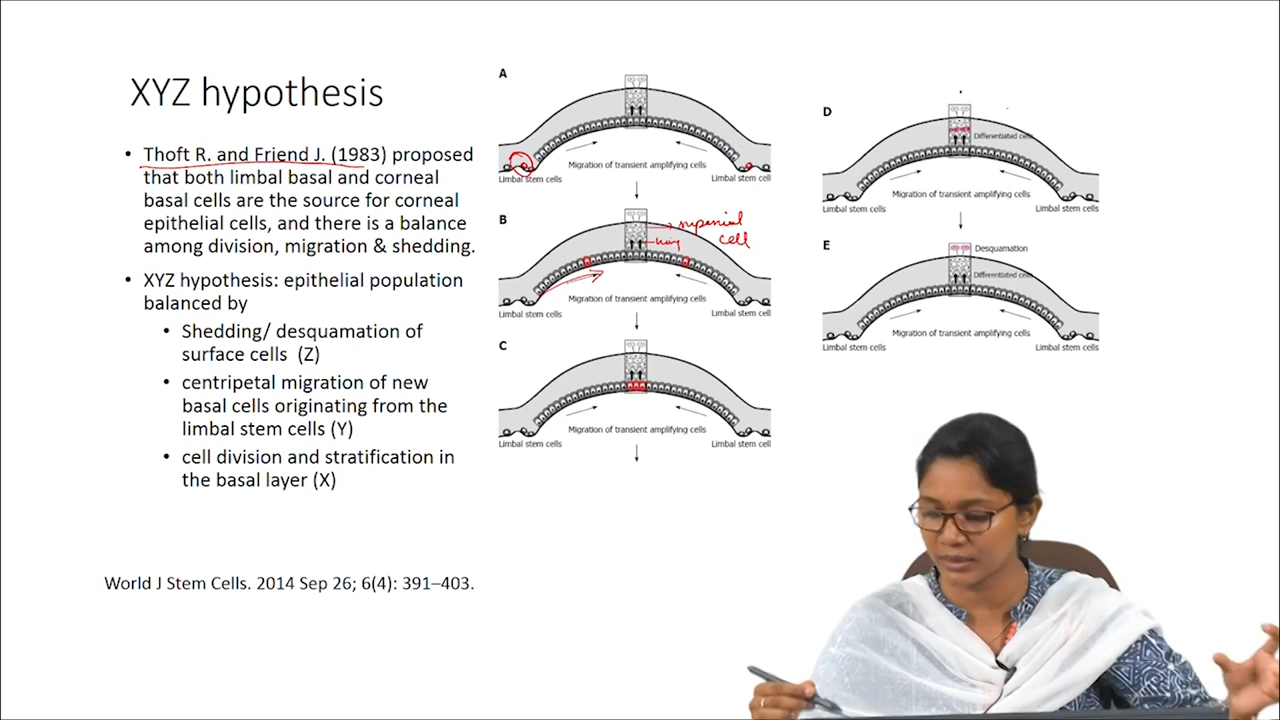 XYZ hypothesis
• Thoft R. and Friend J. (1983) proposed
that both limbal basal and corneal
basal cells are the source for corneal
epithelial cells, and there is a balance
among division, migration & shedding.
• XYZ hypothesis: epithelial population
balanced by
• Shedding/ desquamation of
surface cells (Z)
• centripetal migration of new
basal cells originating from the
limbal stem cells (Y)
• cell division and stratification in
the basal layer (X)
World J Stem Cells. 2014 Sep 26; 6(4): 391–403.
A
Migration of transient amplifying cells
Limbal stem cells
Limbal stem cell
B
cell
Migration of transient amplifying cells
Limbal stem cells
Limbal stem cell
C
Migration of transient amplifying cells
Limbal stem cells
Limbal stem cell
D
Differentiated cells
Migration of transient amplifying cells
Limbal stem cells
Limbal stem cells
E
Desquamation
Differentiated cells
Migration of transient amplifying cells
Limbal stem cells
Limbal stem cells